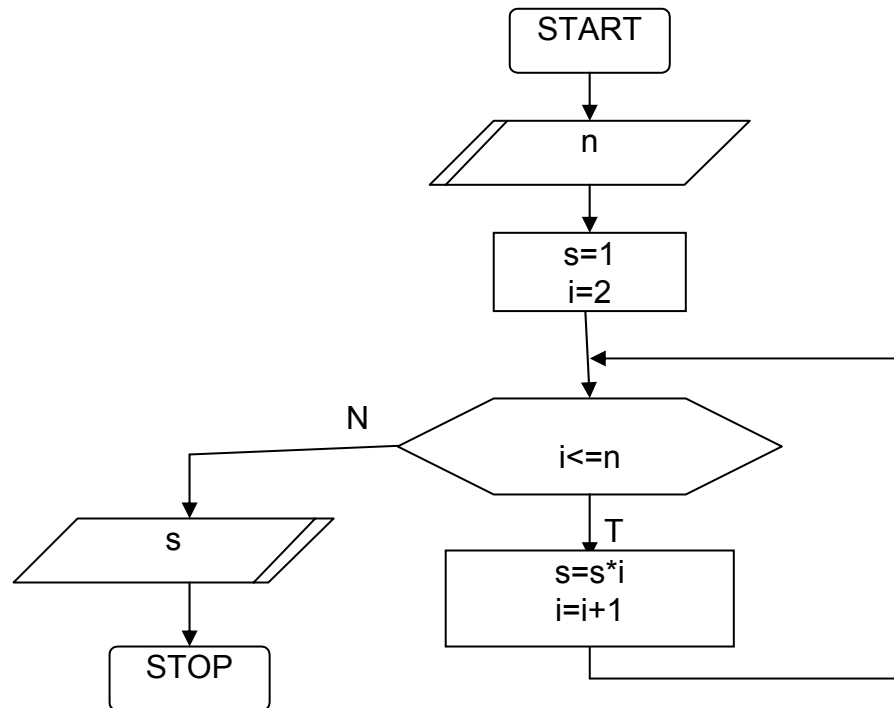 START
n
s=1
i=2
N
i<=n
T
s
s=s*i
i=i+1
STOP